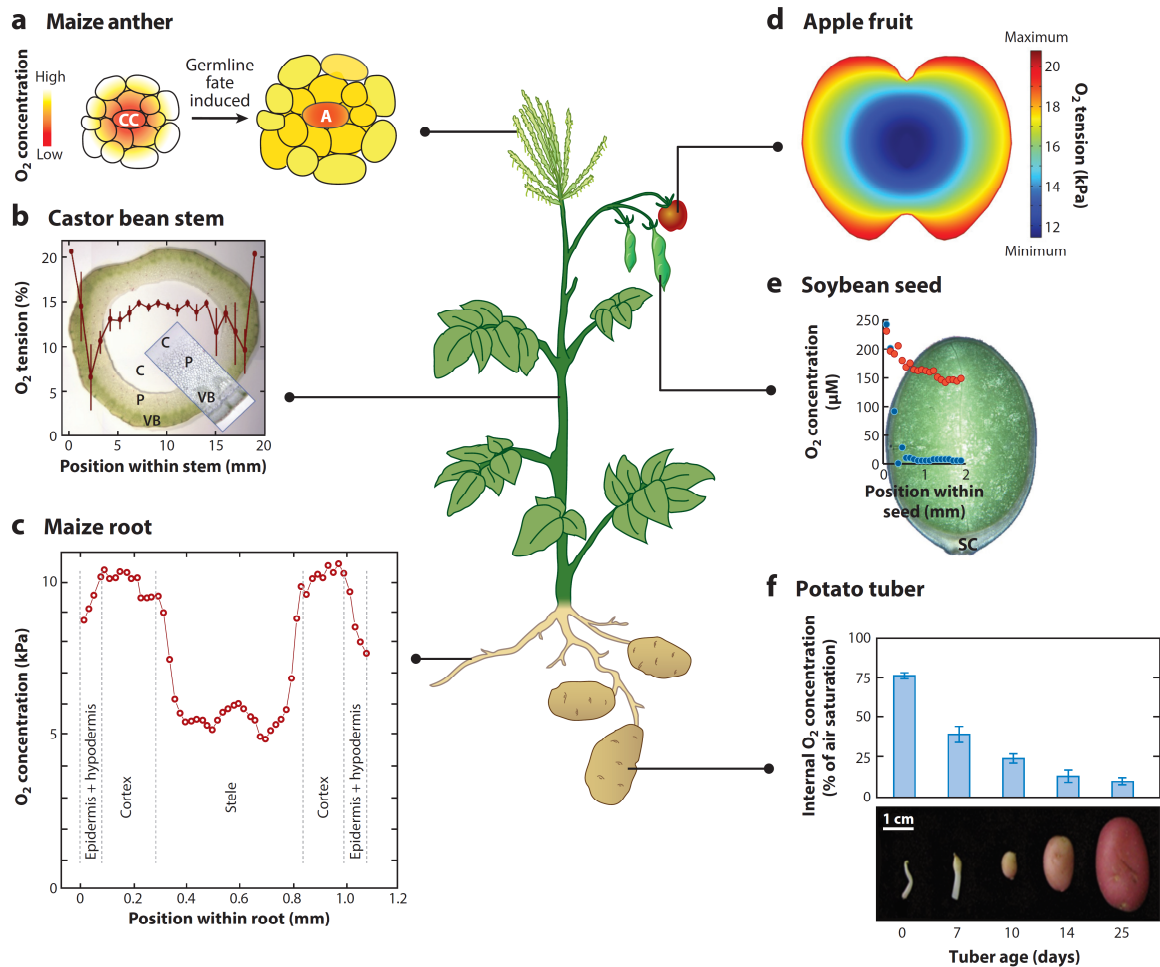 a Maize anther
O₂ concentration
High
Low
CC
Germline
fate
induced
A
b Castor bean stem
O₂ tension (%)
20
15
10
5
0
C
P
C
P
VB
VB
0 5 10 15 20
Position within stem (mm)
c Maize root
O₂ concentration (kPa)
10
5
0
Epidermis + hypodermis
Cortex
Stele
Cortex
Epidermis + hypodermis
0 0.2 0.4 0.6 0.8 1.0 1.2
Position within root (mm)
d Apple fruit
Maximum
20
18
16
14
12
Minimum
O₂ tension (kPa)
e Soybean seed
O₂ concentration
(µM)
250
200
150
100
50
0
0 1 2
Position within
seed (mm)
SC
f Potato tuber
Internal O₂ concentration
(% of air saturation)
100
75
50
25
0
1 cm
0 7 10 14 25
Tuber age (days)